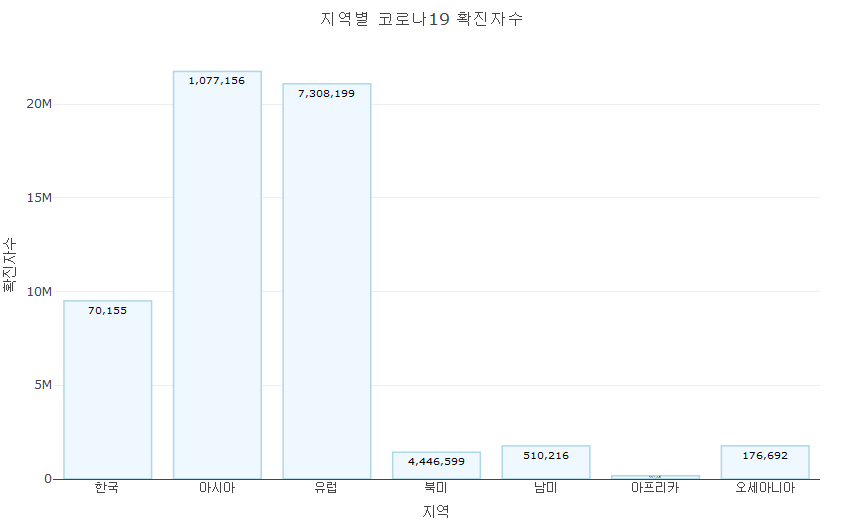 지역별 코로나19 확진자수
확진자수
20M
15M
10M
5M
0
70,155
1,077,156
7,308,199
4,446,599
510,216
176,692
한국
아시아
유럽
북미
남미
아프리카
오세아니아
지역